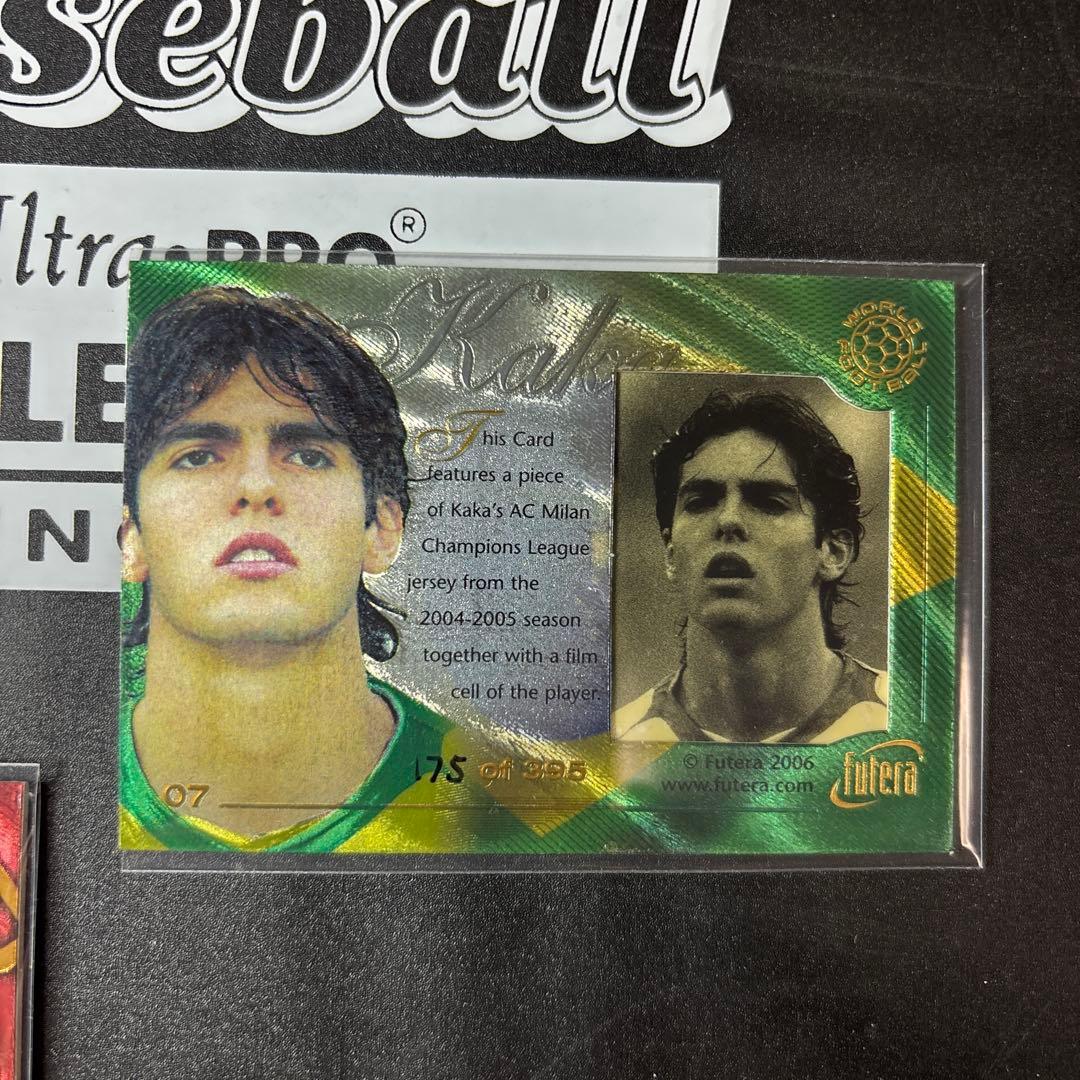 seball
Ultra PRO®
LE
N
Kaka
WORLD
FOOTBALL
This Card
features a piece
of Kaka's AC Milan
Champions League
jersey from the
2004-2005 season
together with a film
cell of the player.
175 of 395
07
© Futera 2006
www.futera.com
futera